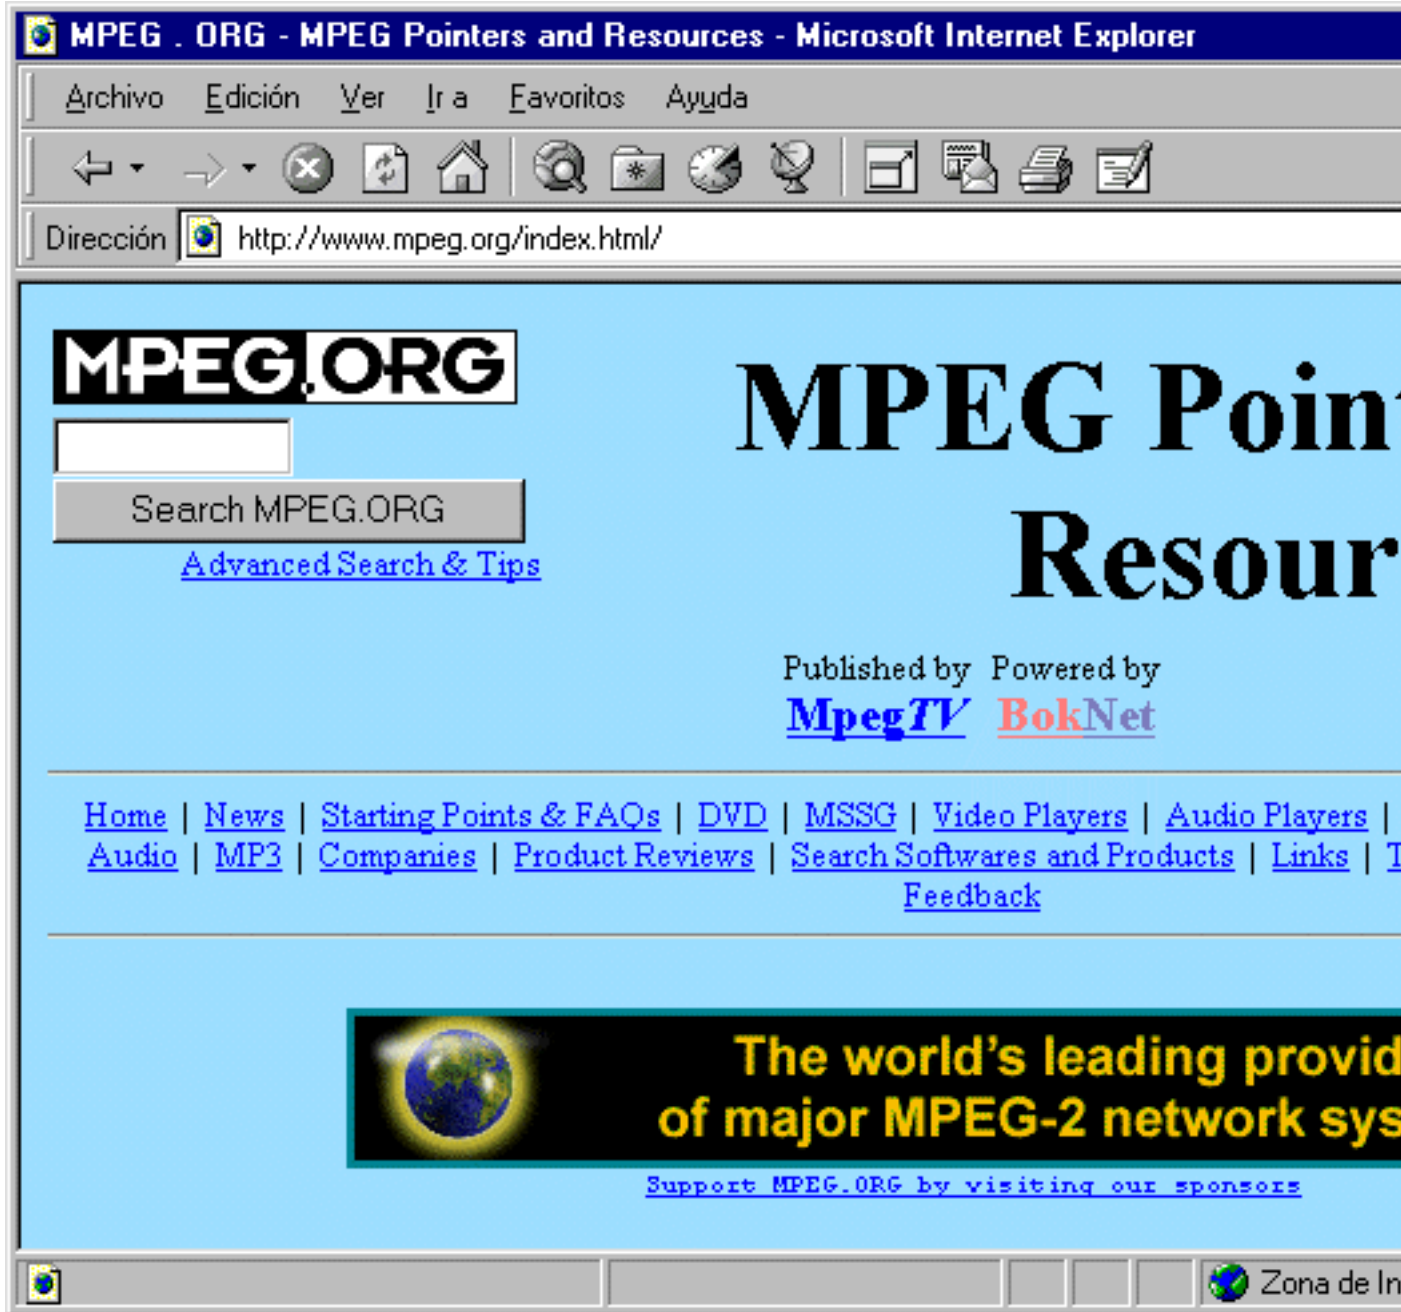 MPEG . ORG - MPEG Pointers and Resources - Microsoft Internet Explorer
Archivo Edición Ver Ir a Favoritos Ayuda
Dirección http://www.mpeg.org/index.html/
MPEG.ORG
MPEG Poin
Search MPEG.ORG
Resour
Advanced Search & Tips
Published by Powered by
MpegTV BokNet
Home | News | Starting Points & FAQs | DVD | MSSG | Video Players | Audio Players |
Audio | MP3 | Companies | Product Reviews | Search Softwares and Products | Links | T
Feedback
The world's leading provid
of major MPEG-2 network sys
Support MPEG.ORG by visiting our sponsors
Zona de In